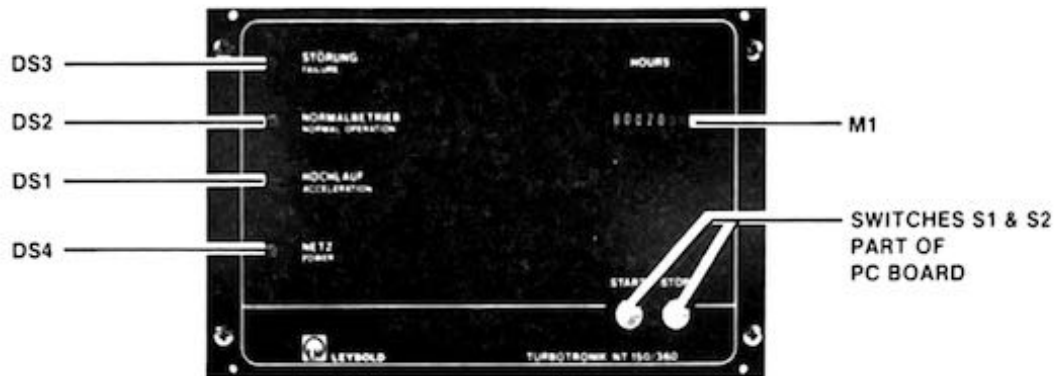 DS3
STÖRUNG
FAILURE
HOURS
DS2
NORMALBETRIEB
NORMAL OPERATION
M1
DS1
HOCHLAUF
ACCELERATION
DS4
NETZ
POWER
SWITCHES S1 & S2
PART OF
PC BOARD
START STOP
LEYBOLD
TURBOTRONIK NT 150/360